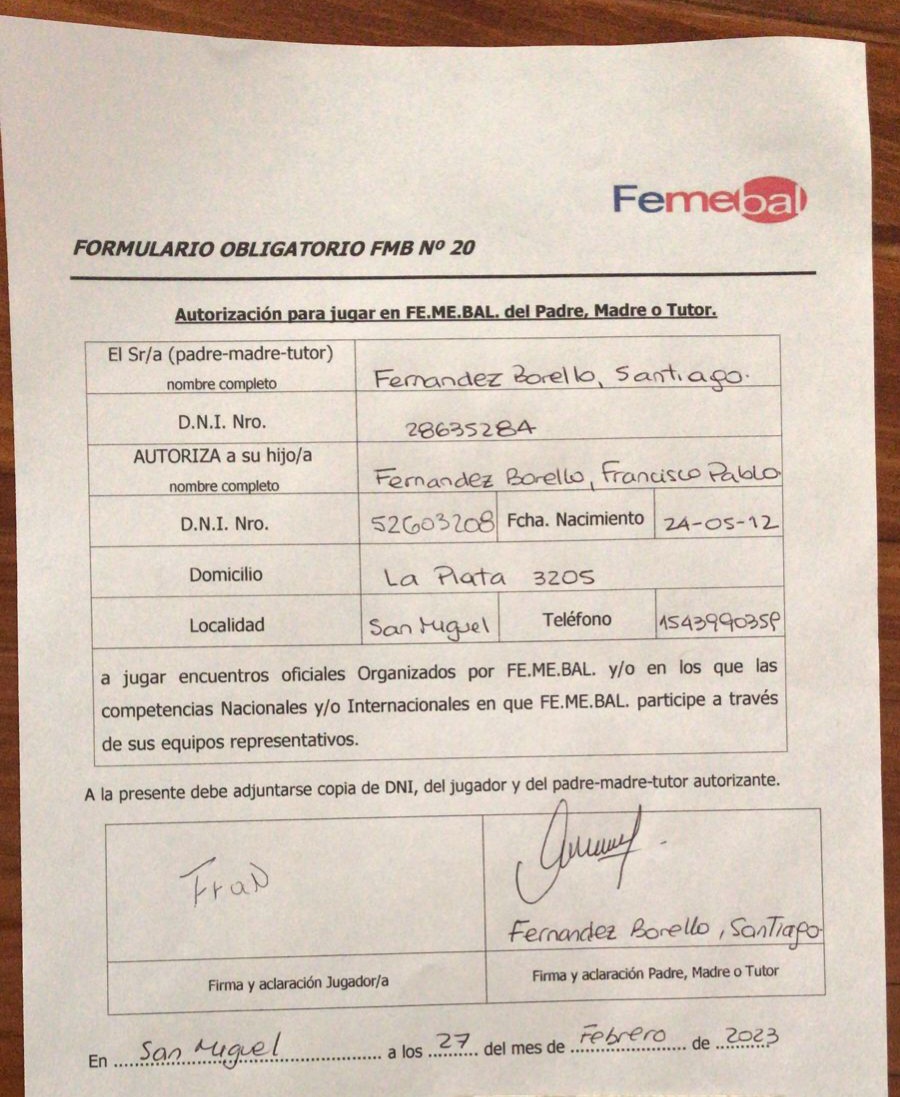 Femebal
FORMULARIO OBLIGATORIO FMB Nº 20
Autorización para jugar en FE.ME.BAL. del Padre, Madre o Tutor.
El Sr/a (padre-madre-tutor)
nombre completo
Fernandez Borello, Santiago.
D.N.I. Nro.
28635284
AUTORIZA a su hijo/a
nombre completo
Fernandez Borello, Francisco Pablo
D.N.I. Nro.
52603208
Fcha. Nacimiento
24-05-12
Domicilio
La Plata 3205
Localidad
San Miguel
Teléfono
1543990359
a jugar encuentros oficiales Organizados por FE.ME.BAL. y/o en los que las
competencias Nacionales y/o Internacionales en que FE.ME.BAL. participe a través
de sus equipos representativos.
A la presente debe adjuntarse copia de DNI, del jugador y del padre-madre-tutor autorizante.
Fran
Fernandez Borello, Santiago.
Firma y aclaración Jugador/a
Firma y aclaración Padre, Madre o Tutor
En San Miguel a los 27 del mes de Febrero de 2023